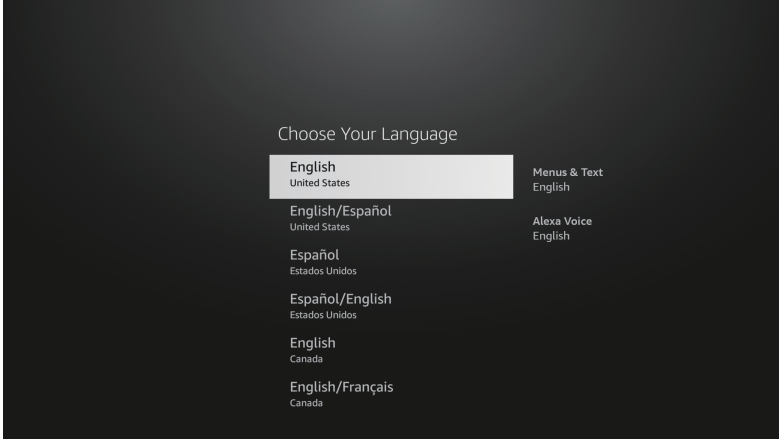 Choose Your Language
English
United States
English/Español
United States
Español
Estados Unidos
Español/English
Estados Unidos
English
Canada
English/Français
Canada
Menus & Text
English
Alexa Voice
English